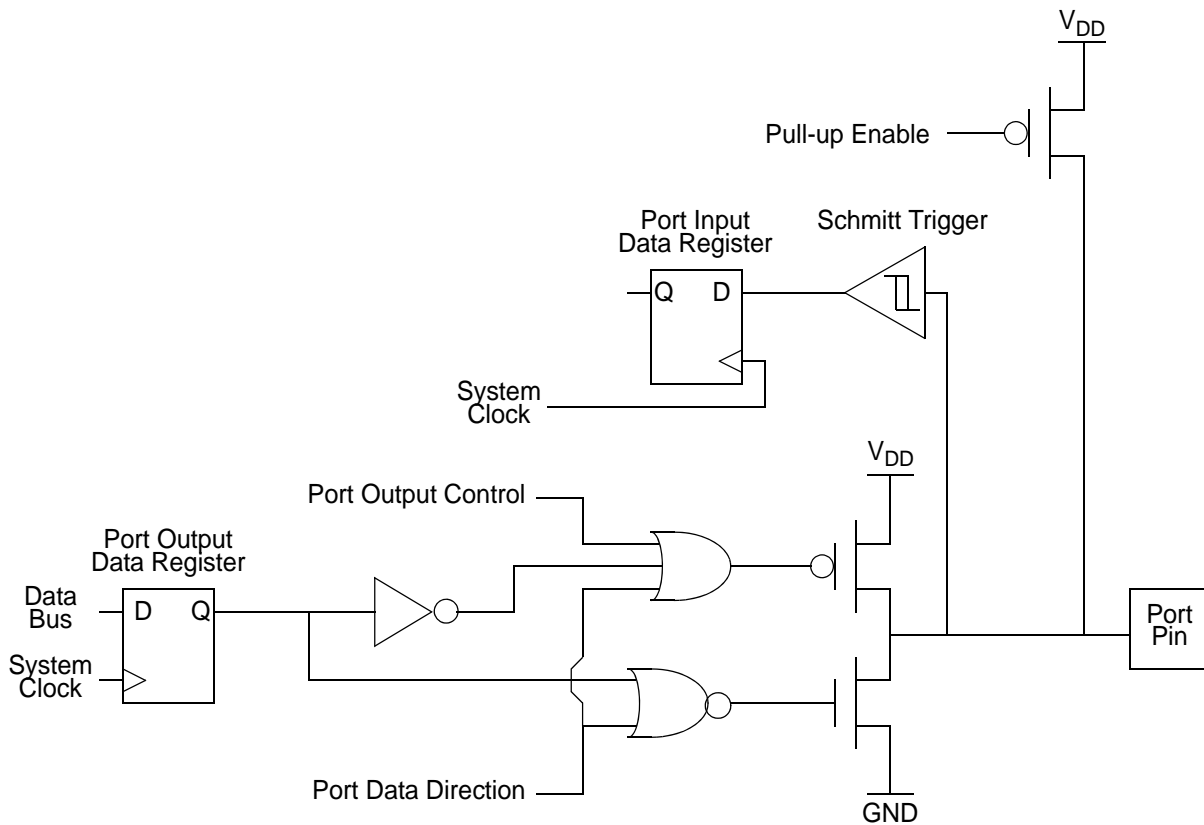 VDD
Pull-up Enable
Port Input
Data Register
Schmitt Trigger
Q D
System
Clock
VDD
Port Output Control
Port Output
Data Register
Data
Bus
D Q
System
Clock
Port
Pin
Port Data Direction
GND